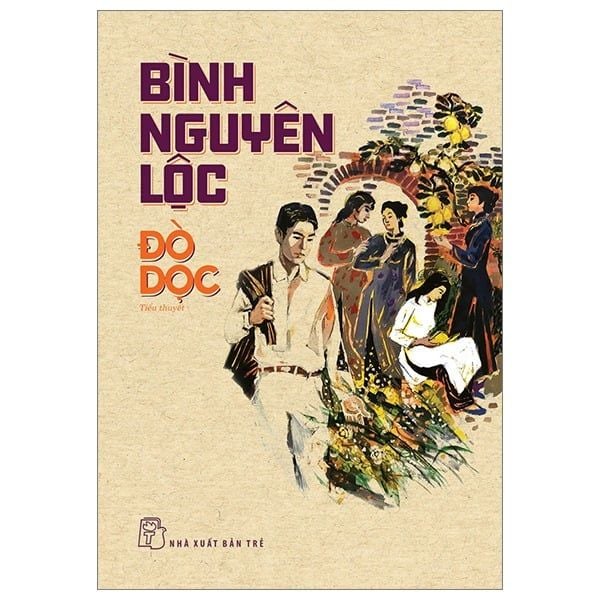 BÌNH
NGUYÊN
LỘC
ĐÒ
DỌC
Tiểu thuyết
NHÀ XUẤT BẢN TRẺ